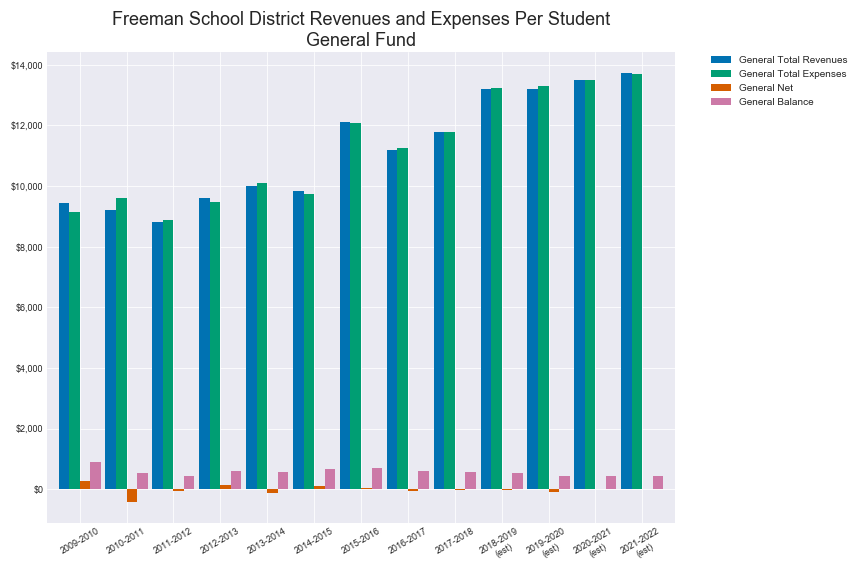 Freeman School District Revenues and Expenses Per Student
General Fund
General Total Revenues
General Total Expenses
General Net
General Balance
$14,000
$12,000
$10,000
$8,000
$6,000
$4,000
$2,000
$0
2009-2010
2010-2011
2011-2012
2012-2013
2013-2014
2014-2015
2015-2016
2016-2017
2017-2018
2018-2019
(est)
2019-2020
(est)
2020-2021
(est)
2021-2022
(est)